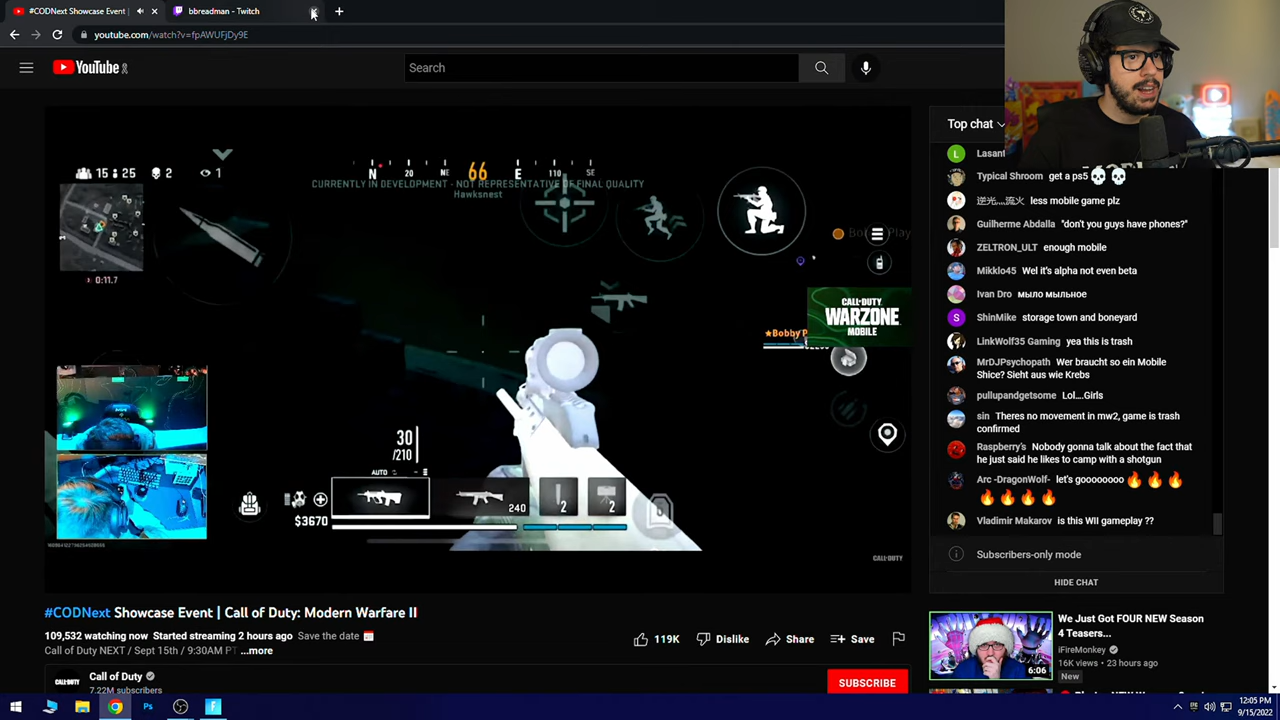 #CODNext Showcase Event |
bbreadman - Twitch
youtube.com/watch?v=fpAWUFjDy9E
YouTube
Search
15
25
2
1
N
20
NE
66
E
110
SE
CURRENTLY IN DEVELOPMENT - NOT REPRESENTATIVE OF FINAL QUALITY
Hawksnest
0:11.7
CALL·DUTY
WARZONE
MOBILE
30
/210
AUTO
$3670
240
2
2
CALL·DUTY
Top chat
Typical Shroom get a ps5💀💀
less mobile game plz
Guilherme Abdalla "don't you guys have phones?"
ZELTRON_ULT enough mobile
Mikklo45 Wel it's alpha not even beta
Ivan Dro мыло мыльное
ShinMike storage town and boneyard
LinkWolf35 Gaming yea this is trash
MrDJPsychopath Wer braucht so ein Mobile
Shice? Sieht aus wie Krebs
pullupandgetsome Lol....Girls
sin Theres no movement in mw2, game is trash
confirmed
Raspberry's Nobody gonna talk about the fact that
he just said he likes to camp with a shotgun
Arc -DragonWolf- let's gooooooo🔥🔥🔥
🔥🔥🔥🔥
Vladimir Makarov is this WII gameplay ??
Subscribers-only mode
HIDE CHAT
#CODNext Showcase Event | Call of Duty: Modern Warfare II
109,532 watching now Started streaming 2 hours ago Save the date
Call of Duty NEXT / Sept 15th / 9:30AM PT ...more
119K
Dislike
Share
Save
Call of Duty
7.22M subscribers
SUBSCRIBE
We Just Got FOUR NEW Season
4 Teasers...
iFireMonkey
16K views • 23 hours ago
New
6:06
12:05 PM
9/15/2022